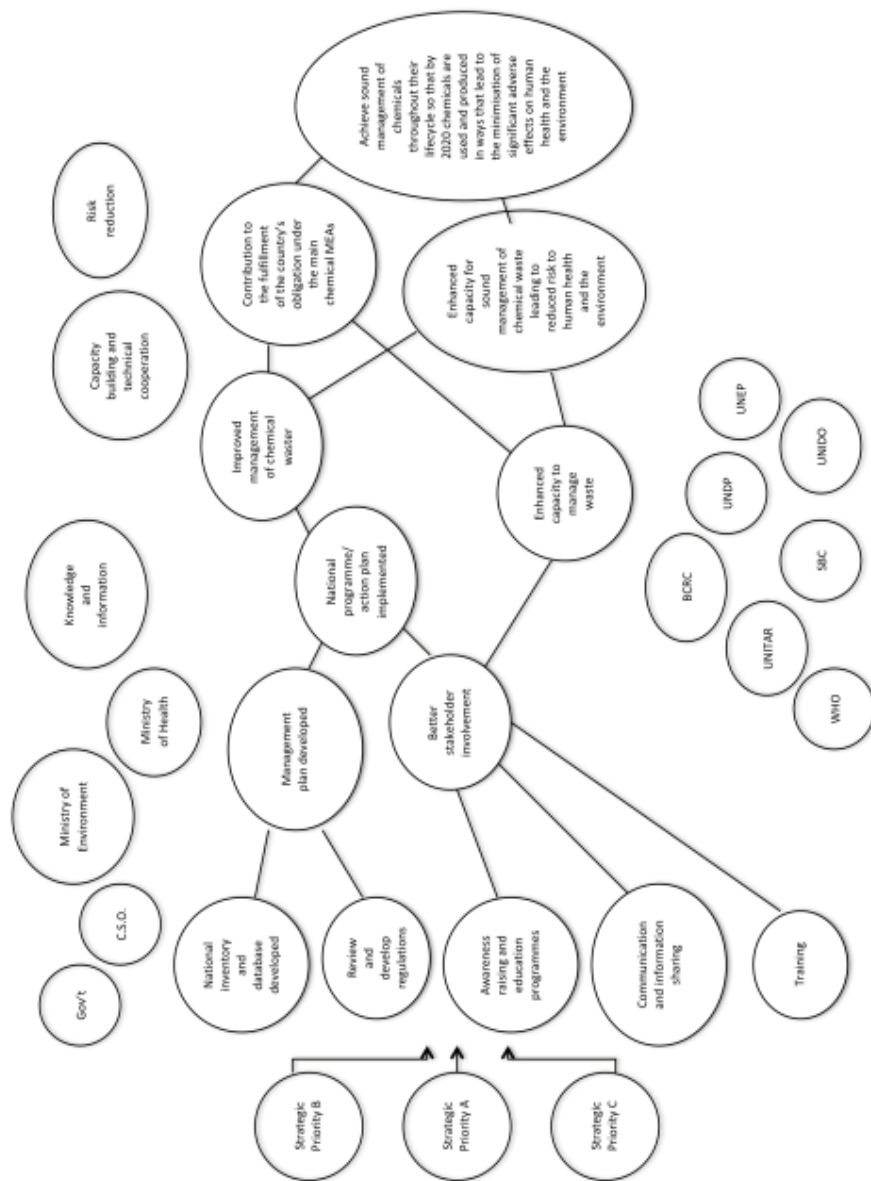 Gov't
C.S.O.
Ministry of
Environment
Ministry
of Health
Knowledge
and
information
Capacity
building and
technical
cooperation
Risk
reduction
Strategic
Priority B
Strategic
Priority A
Strategic
Priority C
National
inventory
and
database
developed
Review
and
develop
regulations
Awareness
raising and
education
programmes
Communication
and information
sharing
Training
Management
plan developed
Better
stakeholder
involvement
National
programme/
action plan
implemented
Improved
management
of chemical
waster
Enhanced
capacity to
manage
waste
Contribution to
the fulfillment
of the country's
obligation under
the main
chemical MEAs
Enhanced
capacity for
sound
management of
chemical waste
leading to
reduced risk to
human health
and the
environment
Achieve sound
management of
chemicals
throughout their
lifecycle so that by
2020 chemicals are
used and produced
in ways that lead to
the minimisation of
significant adverse
effects on human
health and the
environment
WHO
UNITAR
BCRC
SBC
UNDP
UNIDO
UNEP